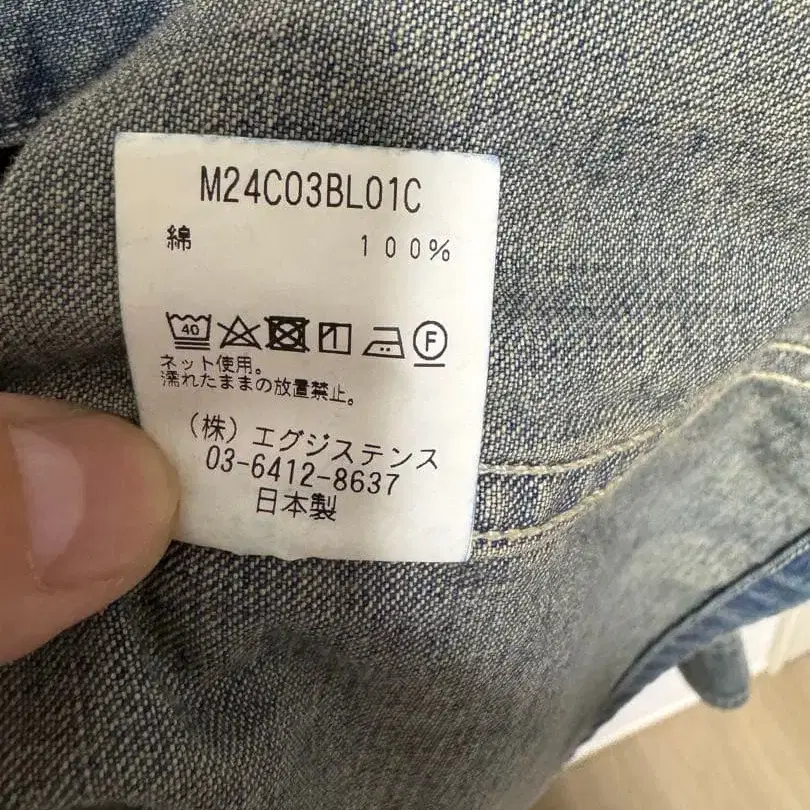 M24C03BL01C
綿 100%
40 F
ネット使用。
濡れたままの放置禁止。
(株)エグジステンス
03-6412-8637
日本製